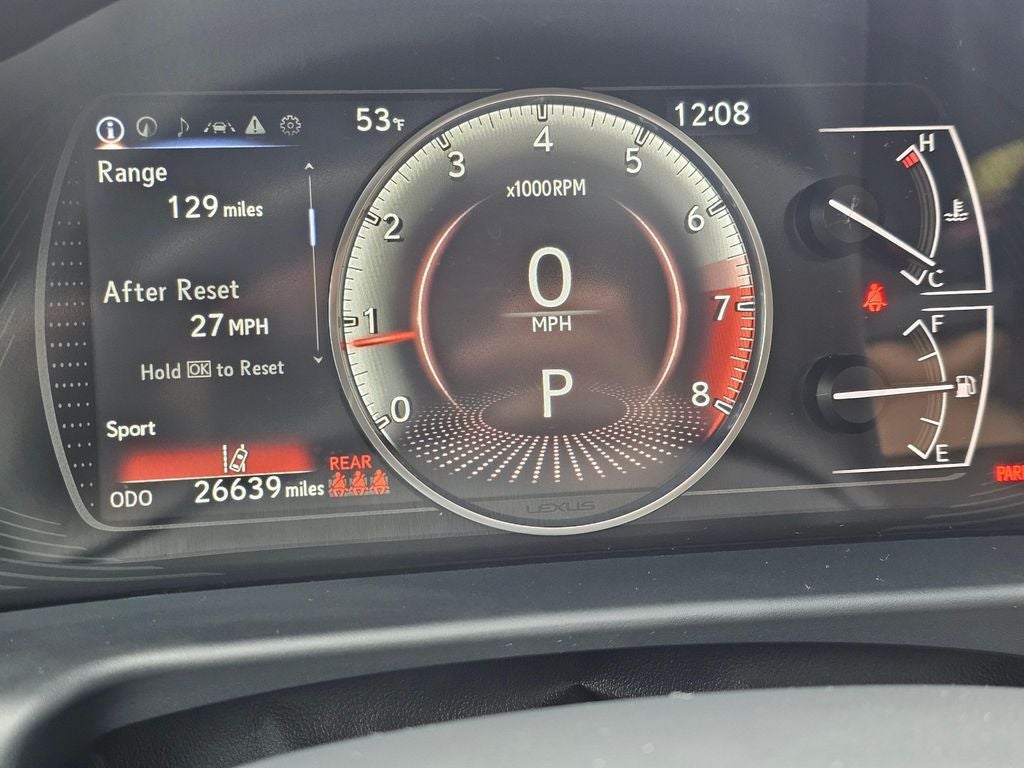 53°F
12:08
Range
129 miles
After Reset
27 MPH
Hold OK to Reset
Sport
ODO 26639 miles
REAR
0
1
2
3
4
5
6
7
8
x1000RPM
0
MPH
P
LEXUS
H
C
F
E